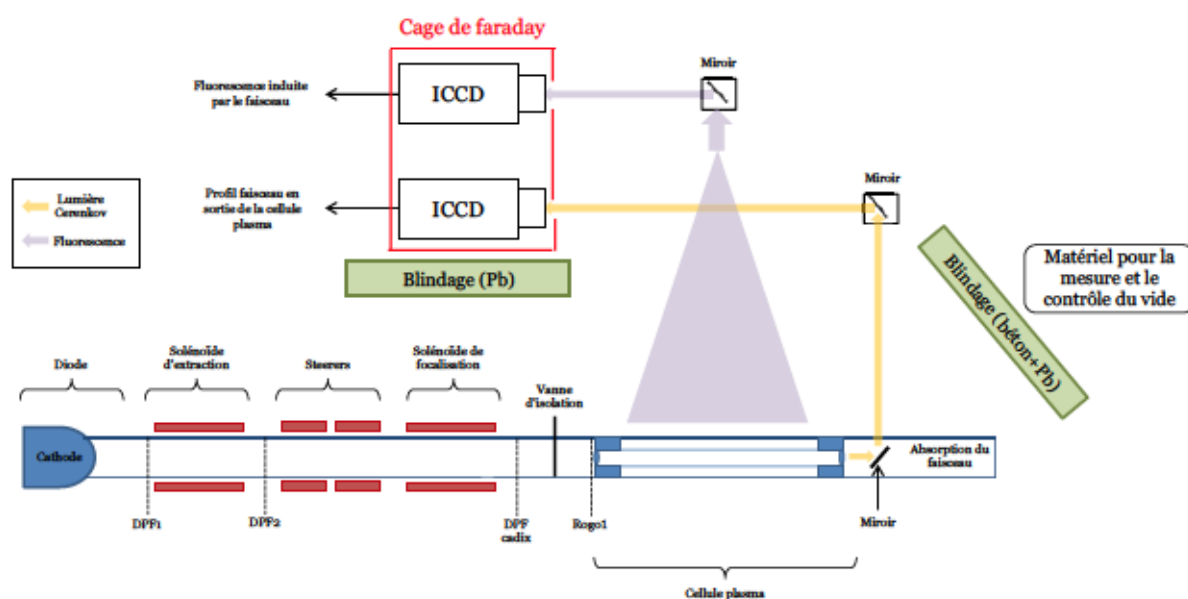 Cage de faraday
Miroir
Fluorescence induite
par le faisceau
ICCD
Miroir
Lumière
Cerenkov
Fluorescence
Profil faisceau en
sortie de la cellule
plasma
ICCD
Blindage (Pb)
Blindage (béton+Pb)
Matériel pour la
mesure et le
contrôle du vide
Diode
Solénoïde
d'extraction
Steerers
Solénoïde de
focalisation
Vanne
d'isolation
Cathode
Absorption du
faisceau
DPF1
DPF2
DPF
cadix
Rogo1
Miroir
Cellule plasma